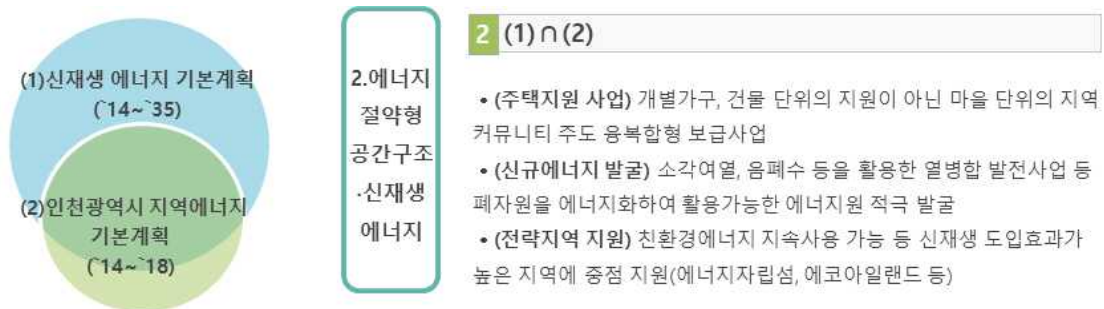 (1)신재생 에너지 기본계획
(`14~`35)
(2)인천광역시 지역에너지
기본계획
(`14~`18)
2.에너지
절약형
공간구조
·신재생
에너지
2 (1)∩(2)
• (주택지원 사업) 개별가구, 건물 단위의 지원이 아닌 마을 단위의 지역
커뮤니티 주도 융복합형 보급사업
• (신규에너지 발굴) 소각여열, 음폐수 등을 활용한 열병합 발전사업 등
폐자원을 에너지화하여 활용가능한 에너지원 적극 발굴
• (전략지역 지원) 친환경에너지 지속사용 가능 등 신재생 도입효과가
높은 지역에 중점 지원(에너지자립섬, 에코아일랜드 등)